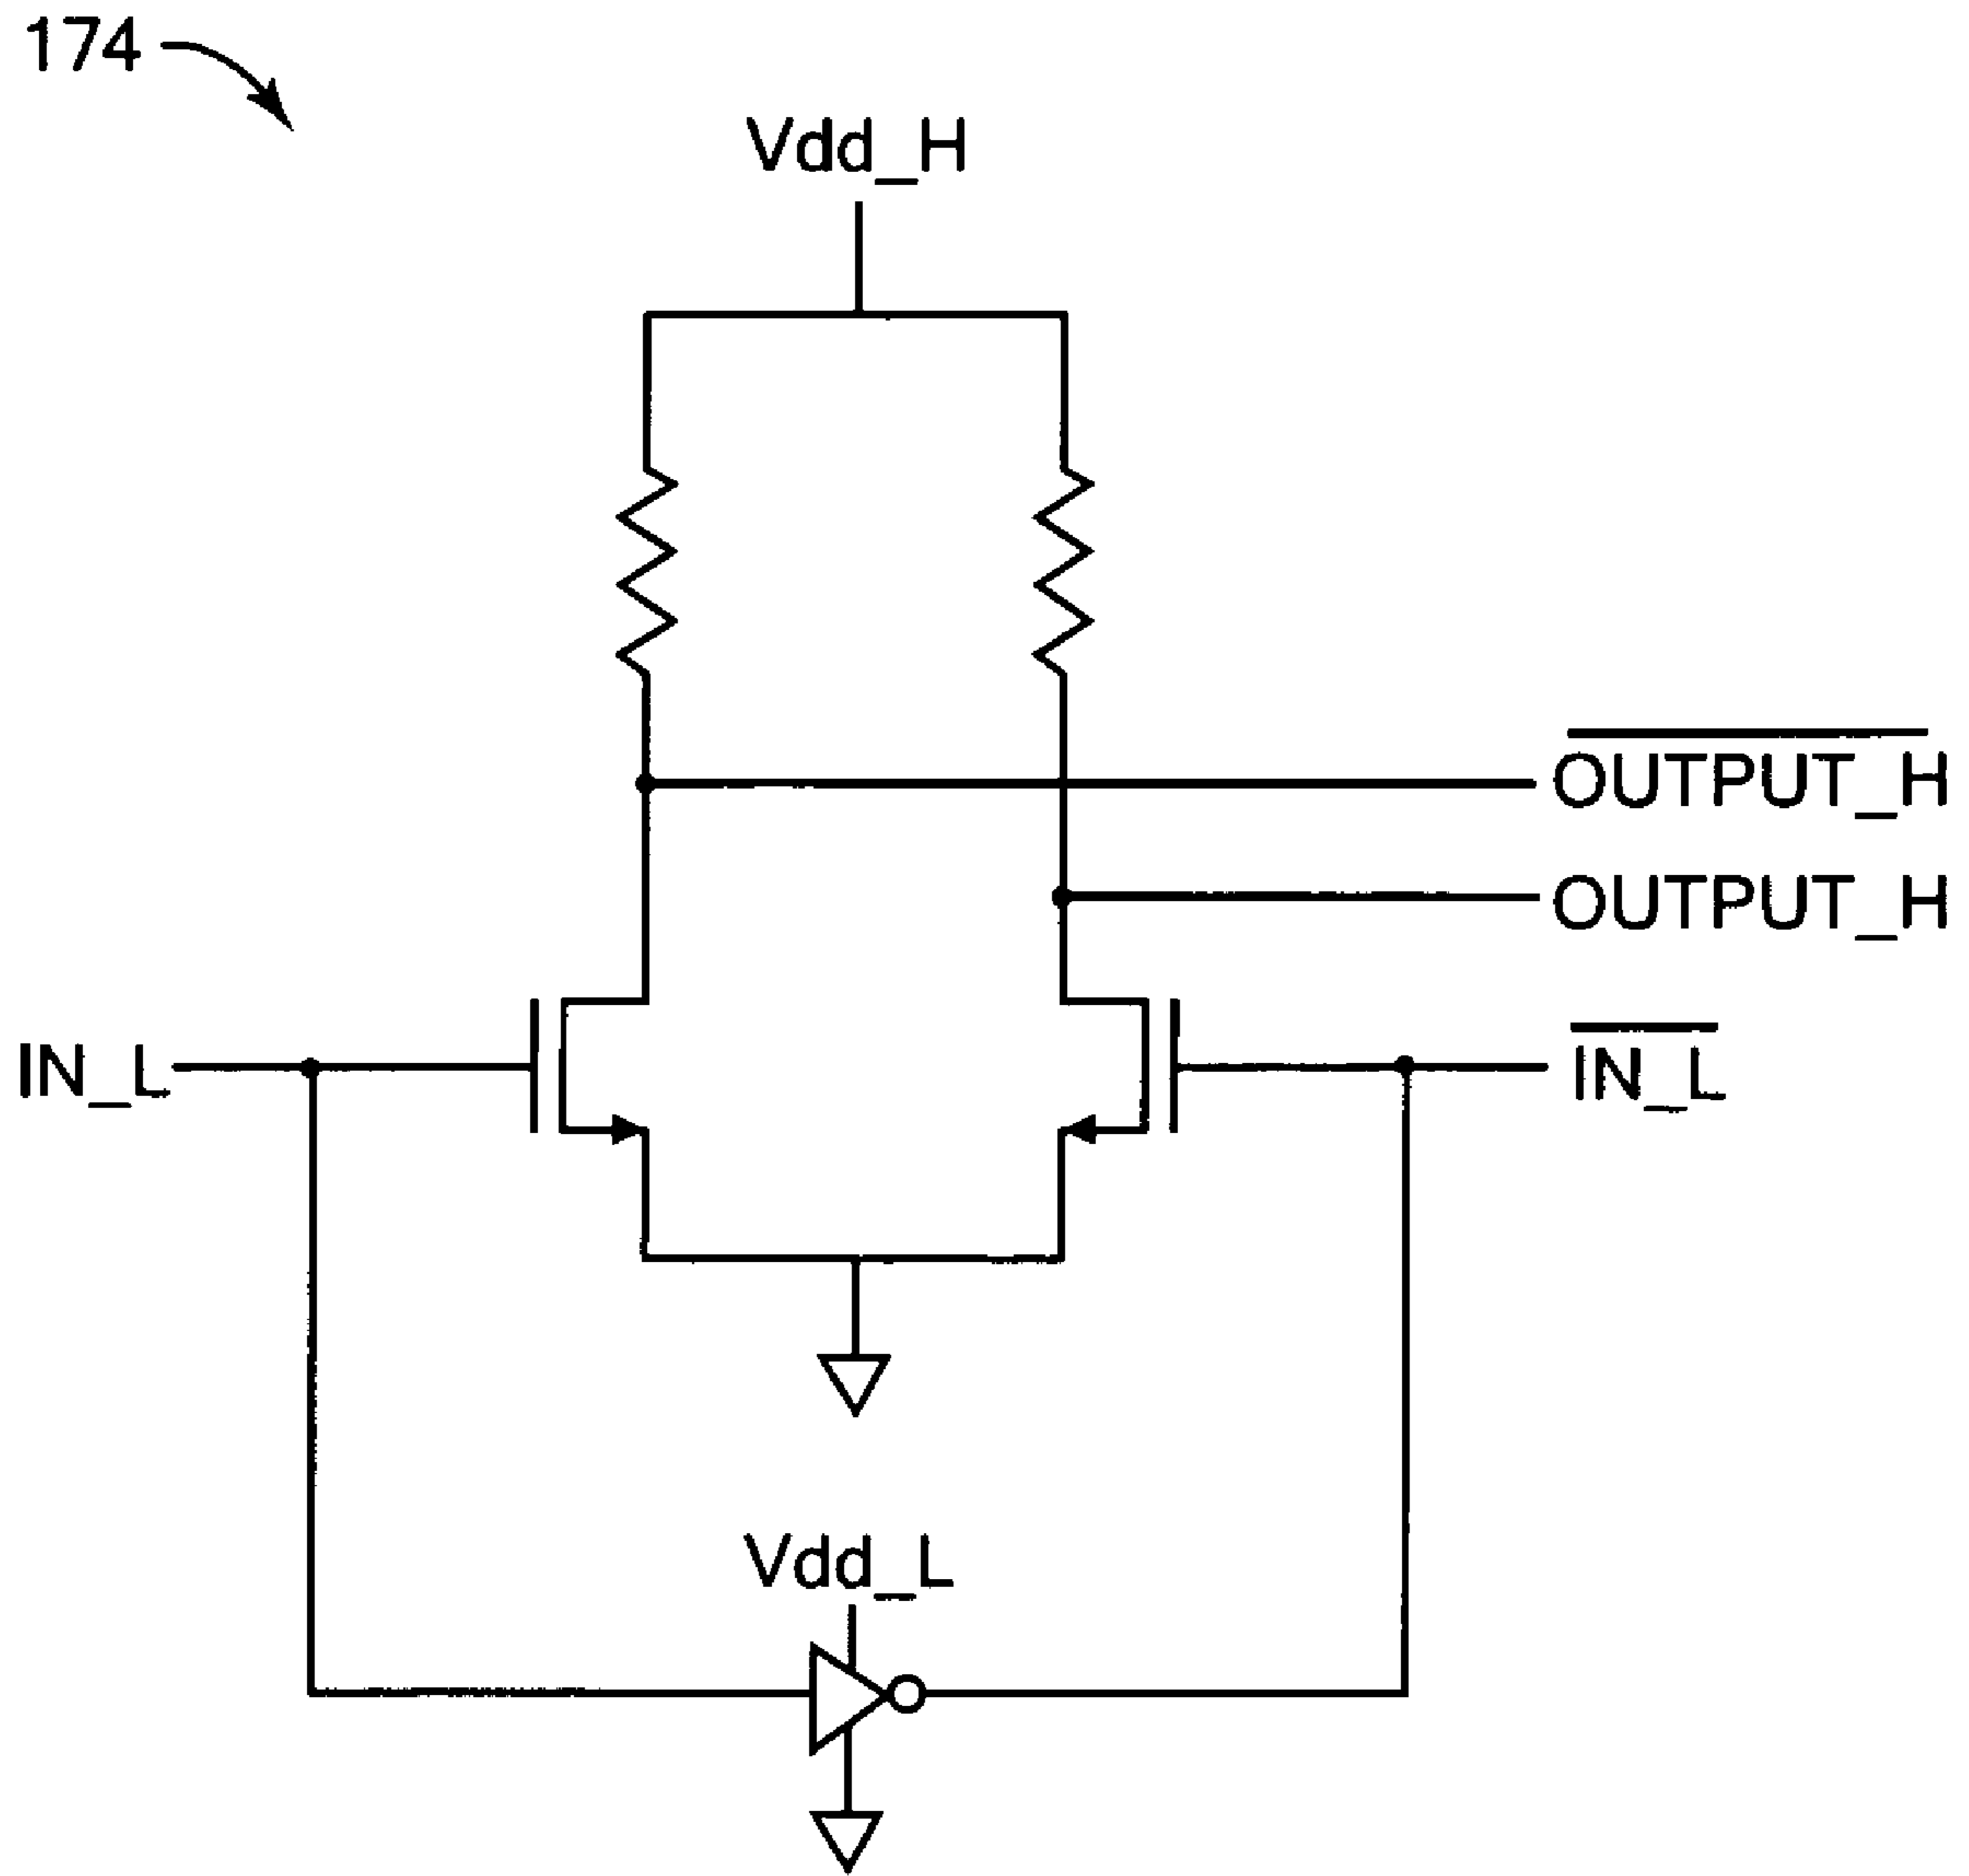 174
Vdd_H
OUTPUT_H
OUTPUT_H
IN_L
IN_L
Vdd_L